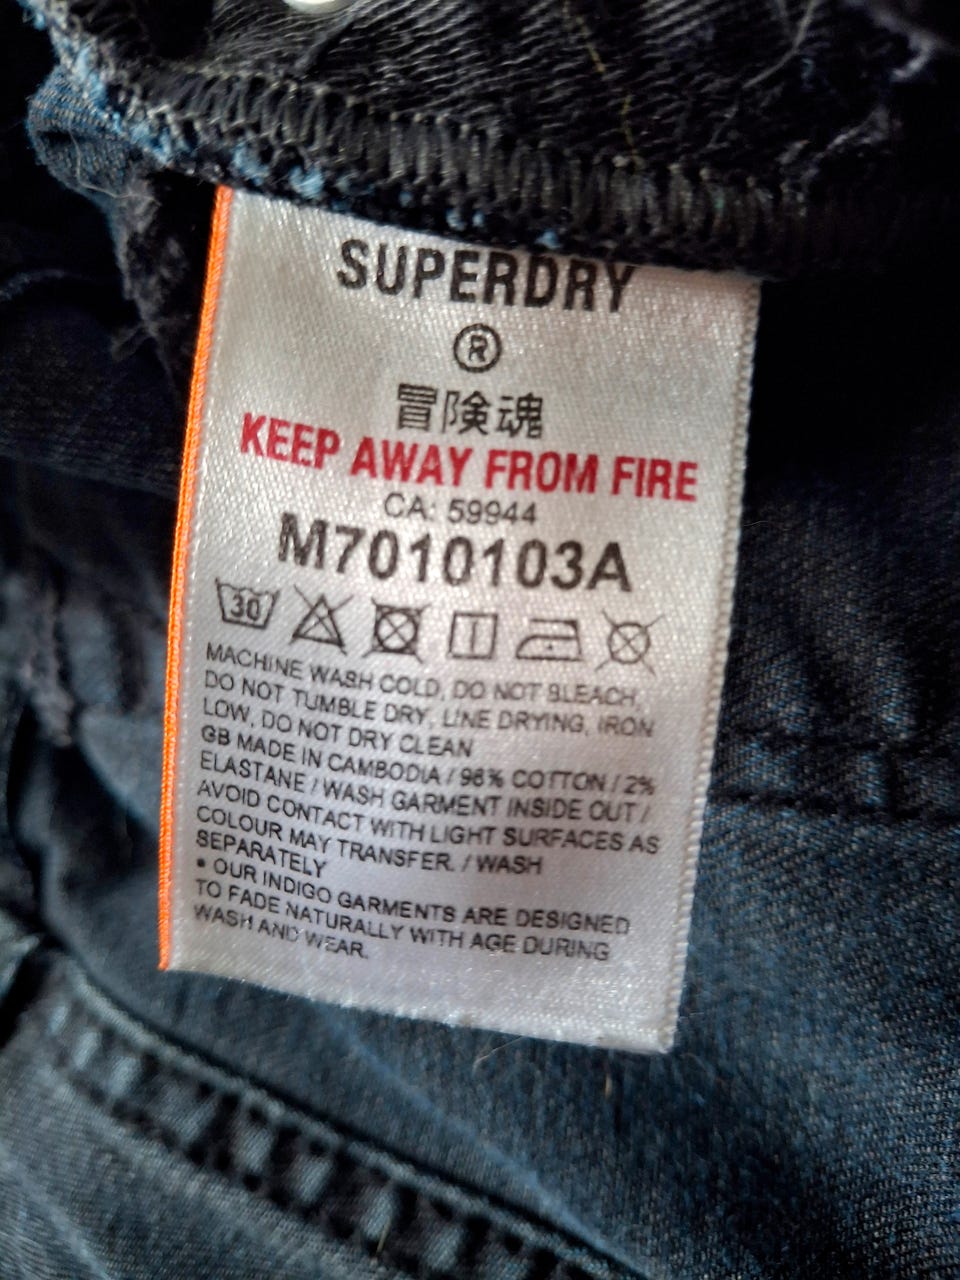 SUPERDRY
®
冒険魂
KEEP AWAY FROM FIRE
CA: 59944
M7010103A
30
MACHINE WASH COLD, DO NOT BLEACH,
DO NOT TUMBLE DRY, LINE DRYING, IRON
LOW, DO NOT DRY CLEAN
GB MADE IN CAMBODIA / 98% COTTON / 2%
ELASTANE / WASH GARMENT INSIDE OUT /
AVOID CONTACT WITH LIGHT SURFACES AS
COLOUR MAY TRANSFER. / WASH
SEPARATELY
• OUR INDIGO GARMENTS ARE DESIGNED
TO FADE NATURALLY WITH AGE DURING
WASH AND WEAR.